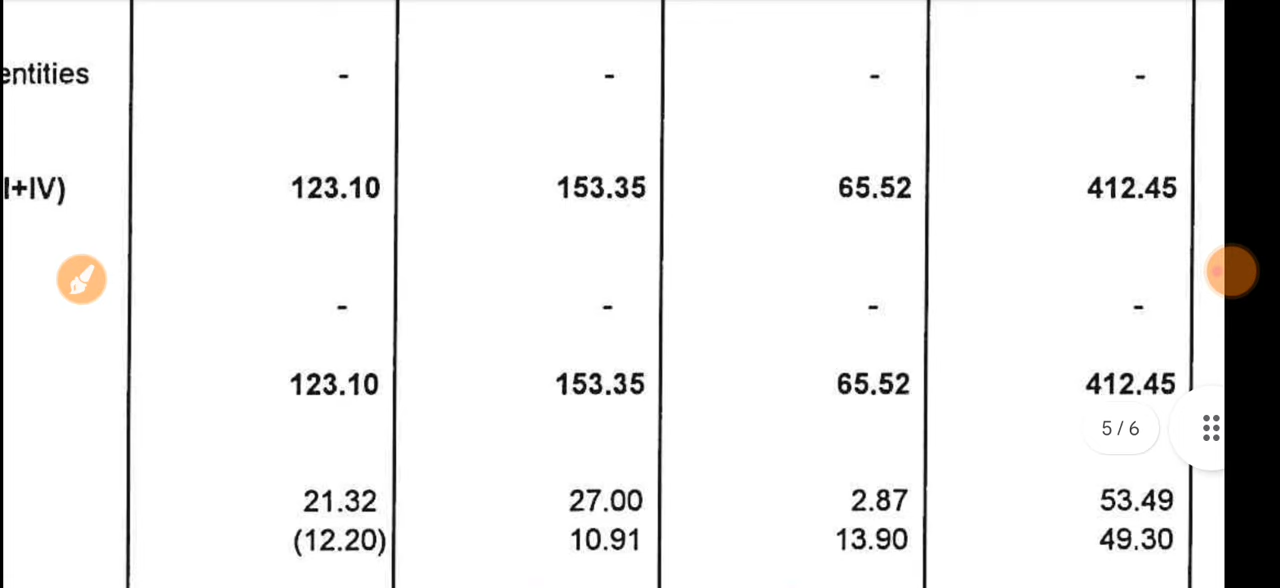 entities - - - -
I+IV) 123.10 153.35 65.52 412.45
- - - -
123.10 153.35 65.52 412.45
5 / 6
21.32 27.00 2.87 53.49
(12.20) 10.91 13.90 49.30